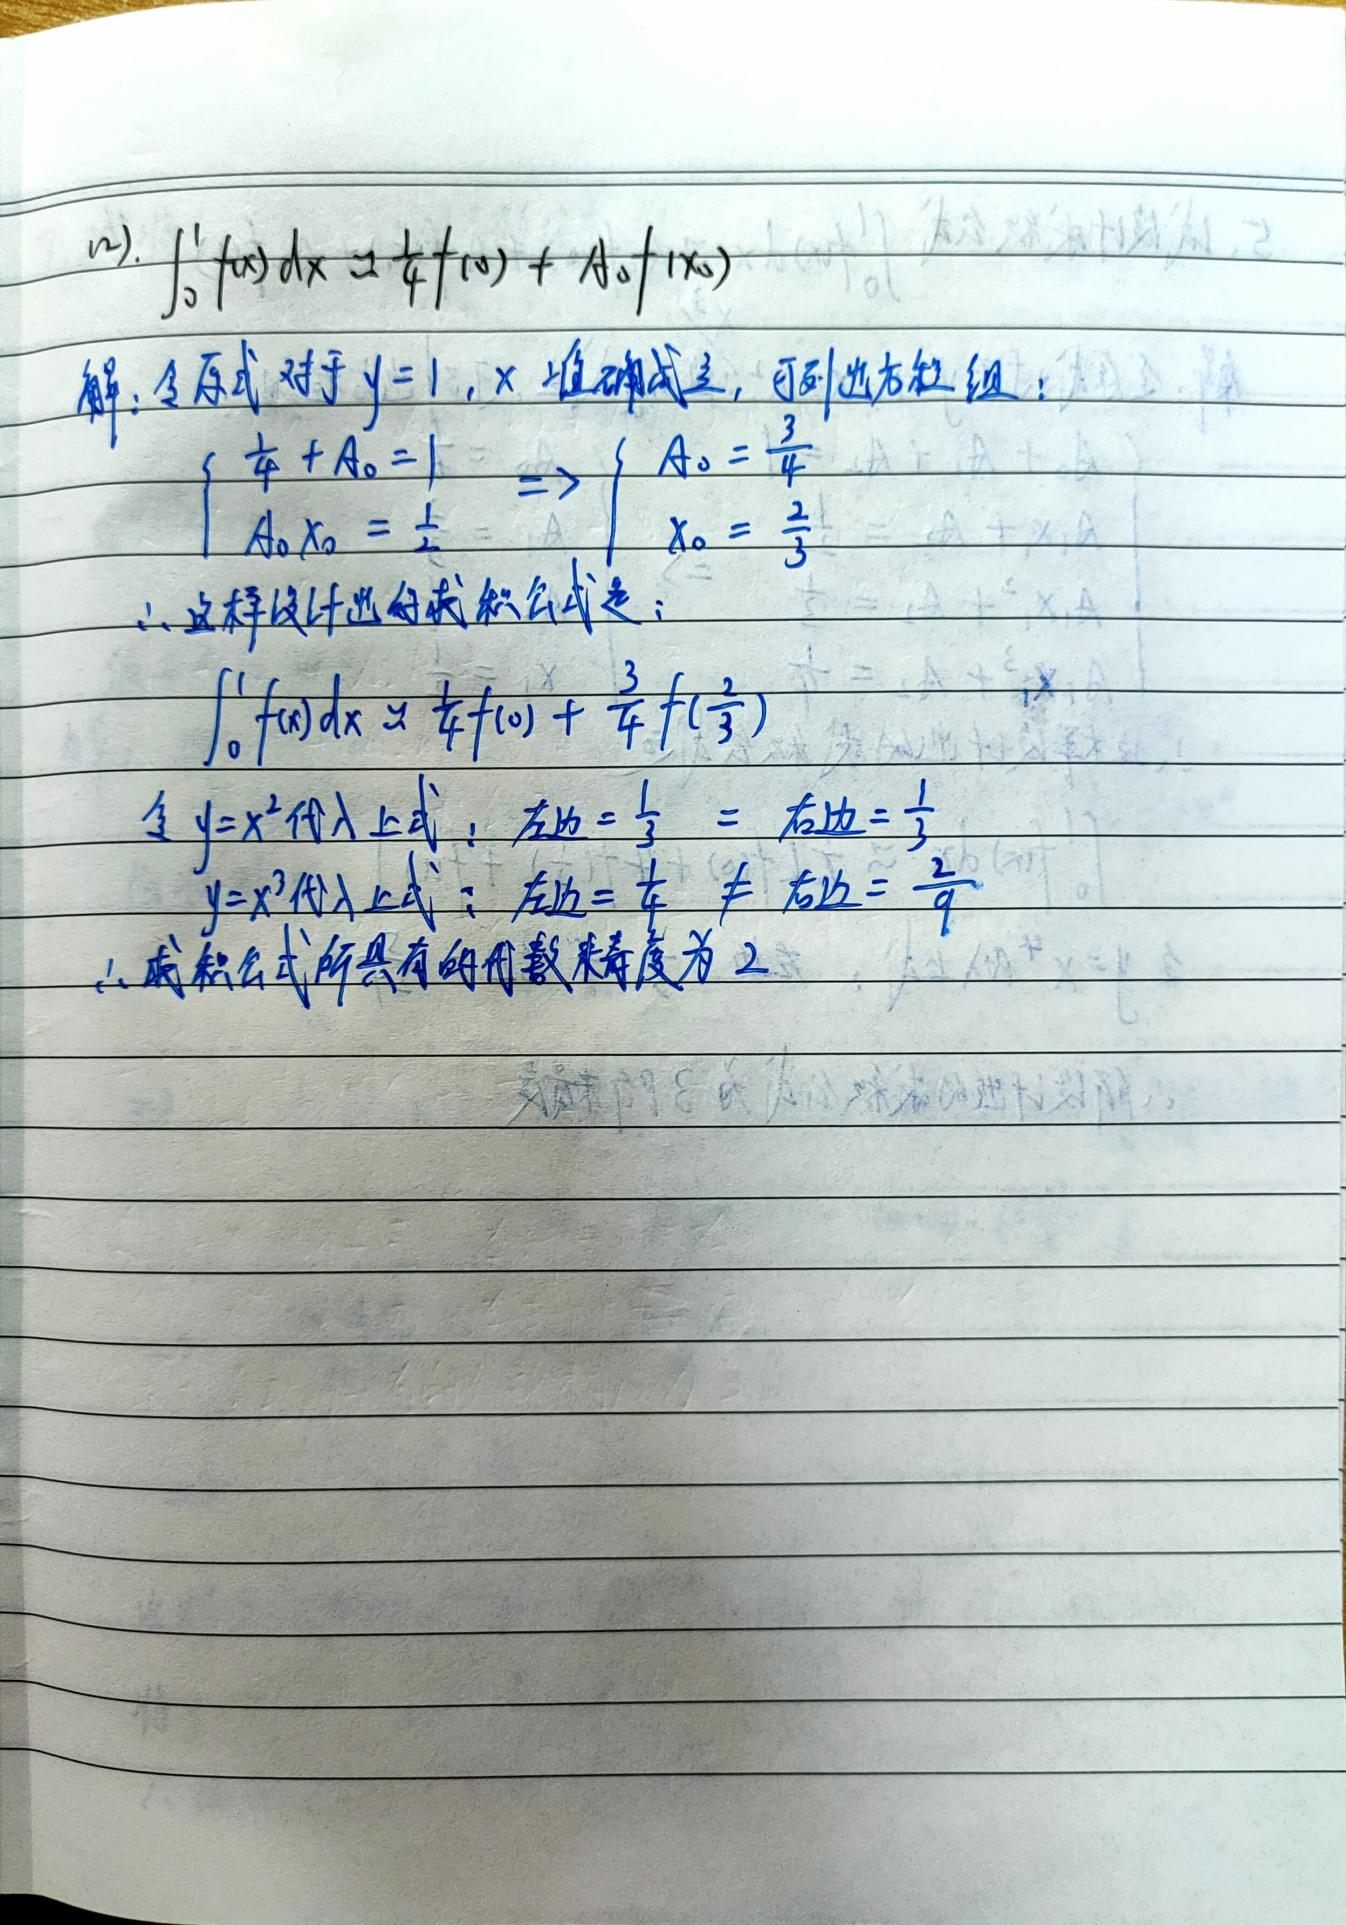 (2). ∫₀¹ f(x)dx ≈ 1/4 f(0) + A₀f(x₀)
解: 令原式对于 y=1, x 准确成立, 可列出方程组:
{ 1/4 + A₀ = 1 => { A₀ = 3/4
A₀x₀ = 1/2 x₀ = 2/3
∴ 这样设计出的求积公式是:
∫₀¹ f(x)dx ≈ 1/4 f(0) + 3/4 f(2/3)
令 y=x² 代入上式: 左边 = 1/3 = 右边 = 1/3
y=x³ 代入上式: 左边 = 1/4 ≠ 右边 = 2/9
∴ 求积公式所具有的代数精度为 2